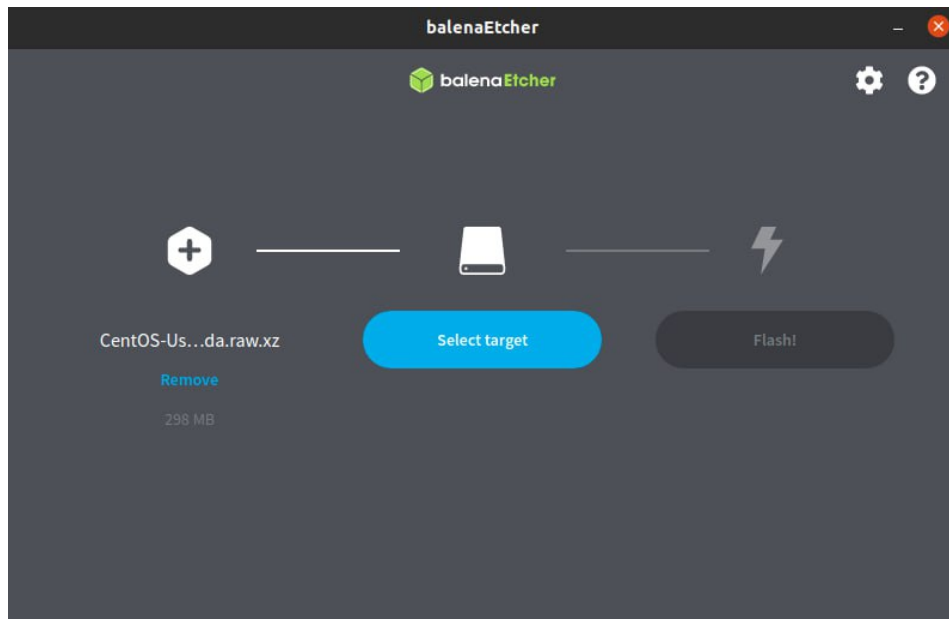 balenaEtcher
balenaEtcher
CentOS-Us...da.raw.xz
Select target
Flash!
Remove
298 MB